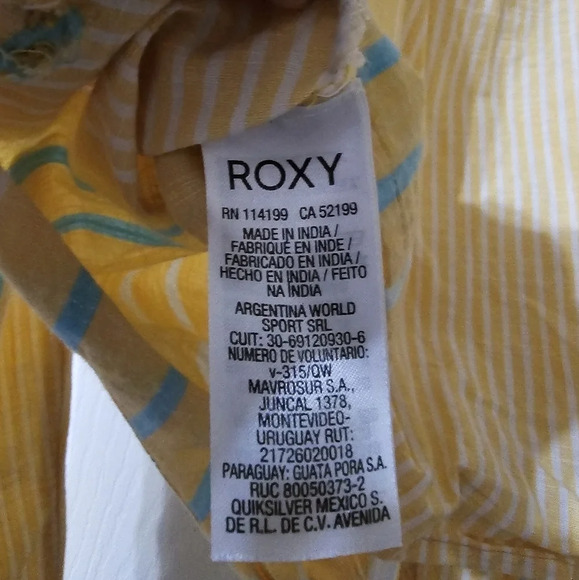 ROXY
RN 114199 CA 52199
MADE IN INDIA /
FABRIQUÉ EN INDE /
FABRICADO EN INDIA /
HECHO EN INDIA / FEITO
NA ÍNDIA
ARGENTINA WORLD
SPORT SRL
CUIT: 30-69120930-6
NUMERO DE VOLUNTARIO:
v-315/QW
MAVROSUR S.A.,
JUNCAL 1378,
MONTEVIDEO-
URUGUAY RUT:
21726020018
PARAGUAY: GUATA PORA S.A.
RUC 80050373-2
QUIKSILVER MEXICO S.
DE R.L. DE C.V. AVENIDA